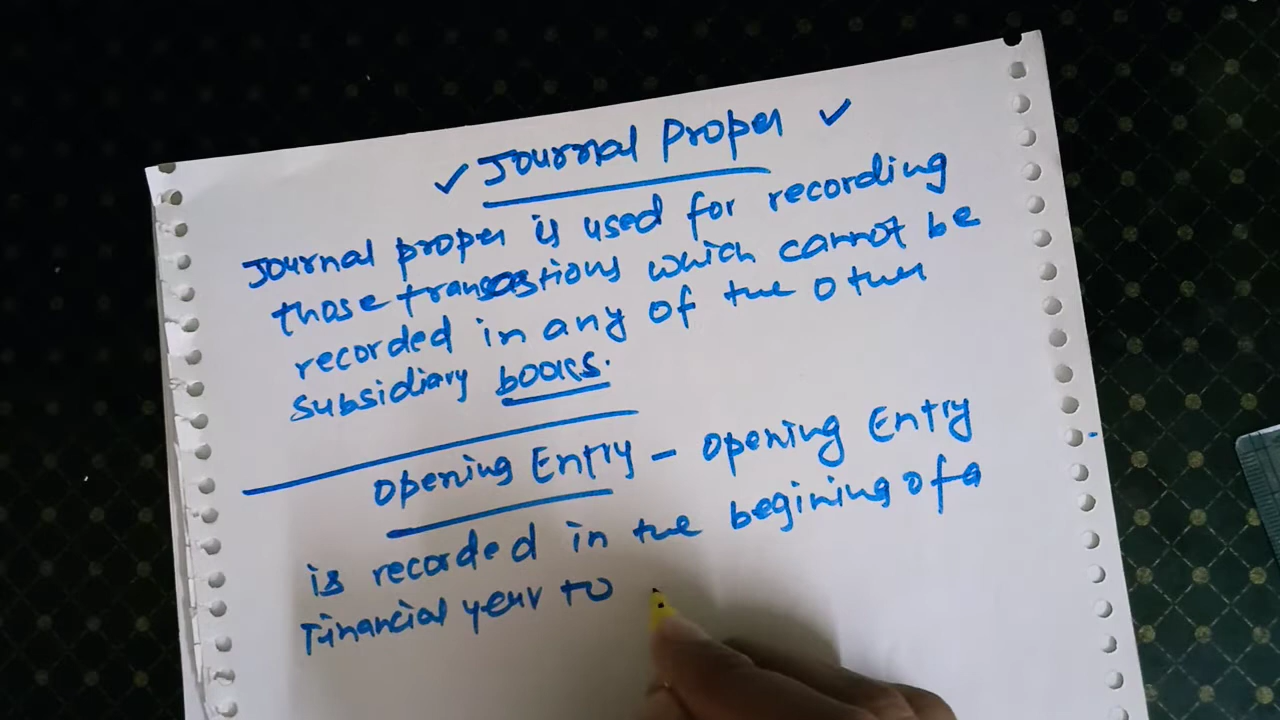 Journal Proper
Journal proper is used for recording
those transactions which cannot be
recorded in any of the other
subsidiary books.
Opening Entry - Opening Entry
is recorded in the begining of a
Financial year to